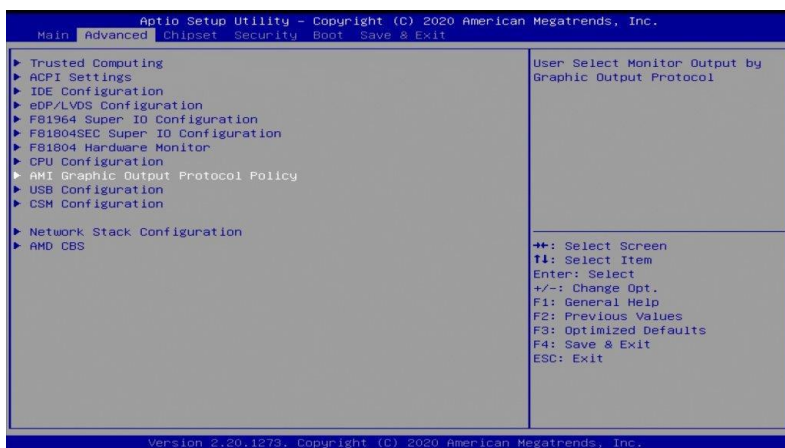 Aptio Setup Utility – Copyright (C) 2020 American Megatrends, Inc.
Main Advanced Chipset Security Boot Save & Exit
▶ Trusted Computing
▶ ACPI Settings
▶ IDE Configuration
▶ eDP/LVDS Configuration
▶ F81964 Super IO Configuration
▶ F81804SEC Super IO Configuration
▶ F81804 Hardware Monitor
▶ CPU Configuration
▶ AMI Graphic Output Protocol Policy
▶ USB Configuration
▶ CSM Configuration
▶ Network Stack Configuration
▶ AMD CBS
User Select Monitor Output by
Graphic Output Protocol
→←: Select Screen
↑↓: Select Item
Enter: Select
+/-: Change Opt.
F1: General Help
F2: Previous Values
F3: Optimized Defaults
F4: Save & Exit
ESC: Exit
Version 2.20.1273. Copyright (C) 2020 American Megatrends, Inc.